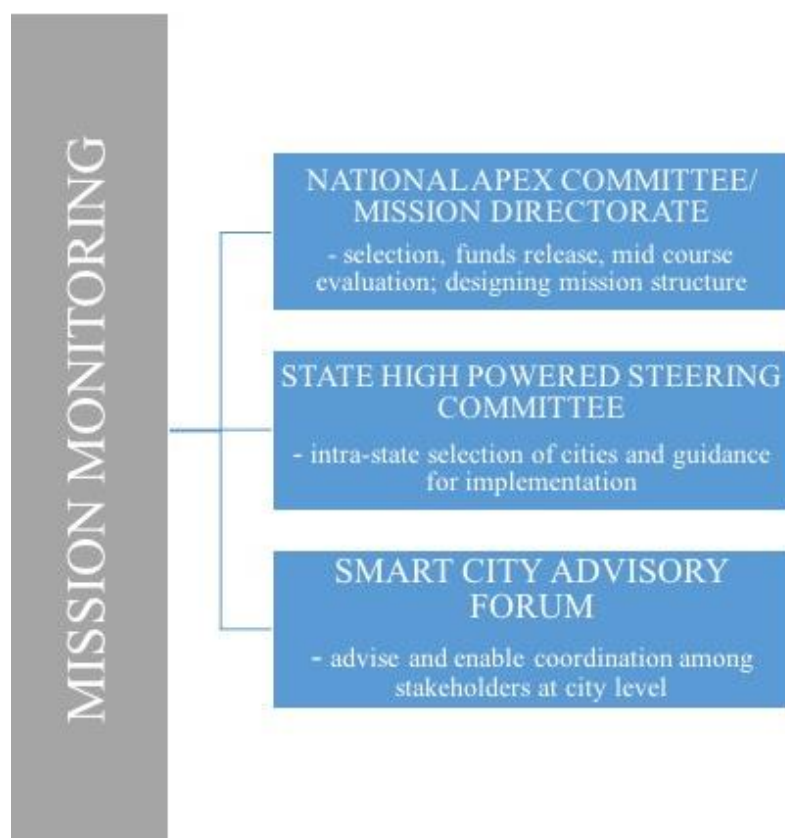 MISSION MONITORING
NATIONAL APEX COMMITTEE/
MISSION DIRECTORATE
- selection, funds release, mid course
evaluation; designing mission structure
STATE HIGH POWERED STEERING
COMMITTEE
- intra-state selection of cities and guidance
for implementation
SMART CITY ADVISORY
FORUM
- advise and enable coordination among
stakeholders at city level